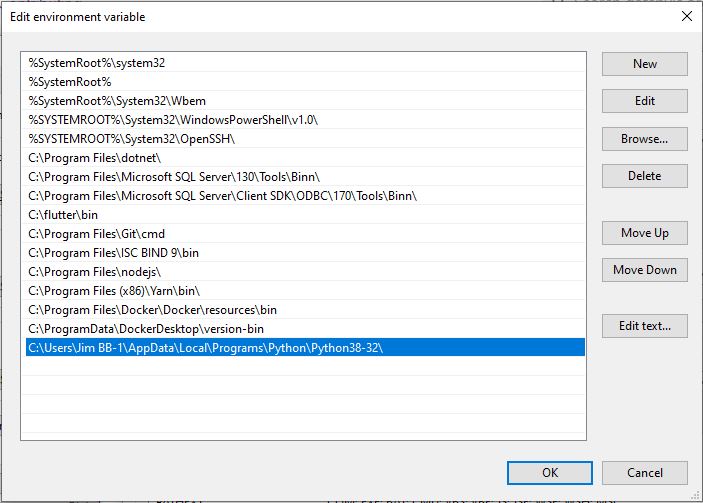 Edit environment variable
%SystemRoot%\system32
New
%SystemRoot%
%SystemRoot%\System32\Wbem
Edit
%SYSTEMROOT%\System32\WindowsPowerShell\v1.0\
%SYSTEMROOT%\System32\OpenSSH\
Browse...
C:\Program Files\dotnet\
C:\Program Files\Microsoft SQL Server\130\Tools\Binn\
Delete
C:\Program Files\Microsoft SQL Server\Client SDK\ODBC\170\Tools\Binn\
C:\flutter\bin
C:\Program Files\Git\cmd
Move Up
C:\Program Files\ISC BIND 9\bin
C:\Program Files\nodejs\
Move Down
C:\Program Files (x86)\Yarn\bin\
C:\Program Files\Docker\Docker\resources\bin
C:\ProgramData\DockerDesktop\version-bin
Edit text...
C:\Users\Jim BB-1\AppData\Local\Programs\Python\Python38-32\
OK
Cancel